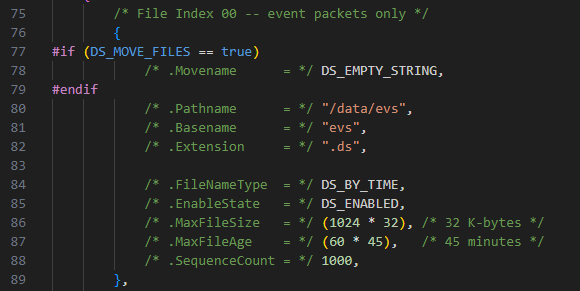 75 /* File Index 00 -- event packets only */
76 {
77 #if (DS_MOVE_FILES == true)
78 /* .Movename      = */ DS_EMPTY_STRING,
79 #endif
80 /* .Pathname      = */ "/data/evs",
81 /* .Basename      = */ "evs",
82 /* .Extension     = */ ".ds",
83
84 /* .FileNameType  = */ DS_BY_TIME,
85 /* .EnableState   = */ DS_ENABLED,
86 /* .MaxFileSize   = */ (1024 * 32), /* 32 K-bytes */
87 /* .MaxFileAge    = */ (60 * 45),   /* 45 minutes */
88 /* .SequenceCount = */ 1000,
89 },